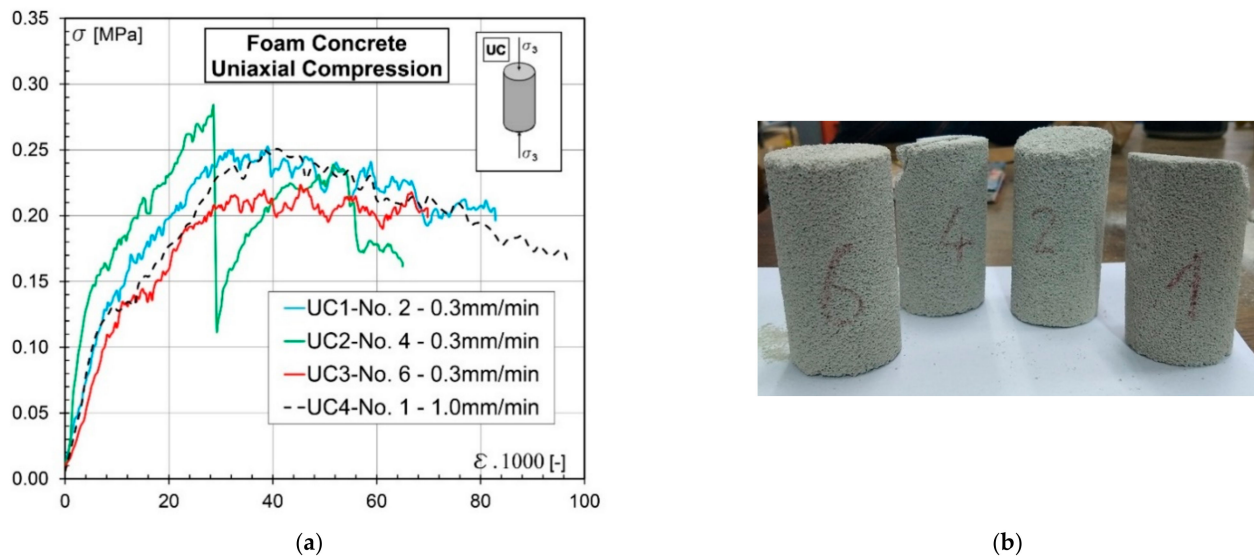 0.35
σ [MPa]
Foam Concrete
Uniaxial Compression
UC
σ3
σ3
0.30
0.25
0.20
0.15
0.10
0.05
0.00
UC1-No. 2 - 0.3mm/min
UC2-No. 4 - 0.3mm/min
UC3-No. 6 - 0.3mm/min
UC4-No. 1 - 1.0mm/min
ε .1000 [-]
0 20 40 60 80 100
(a)
6 4 2 1
(b)